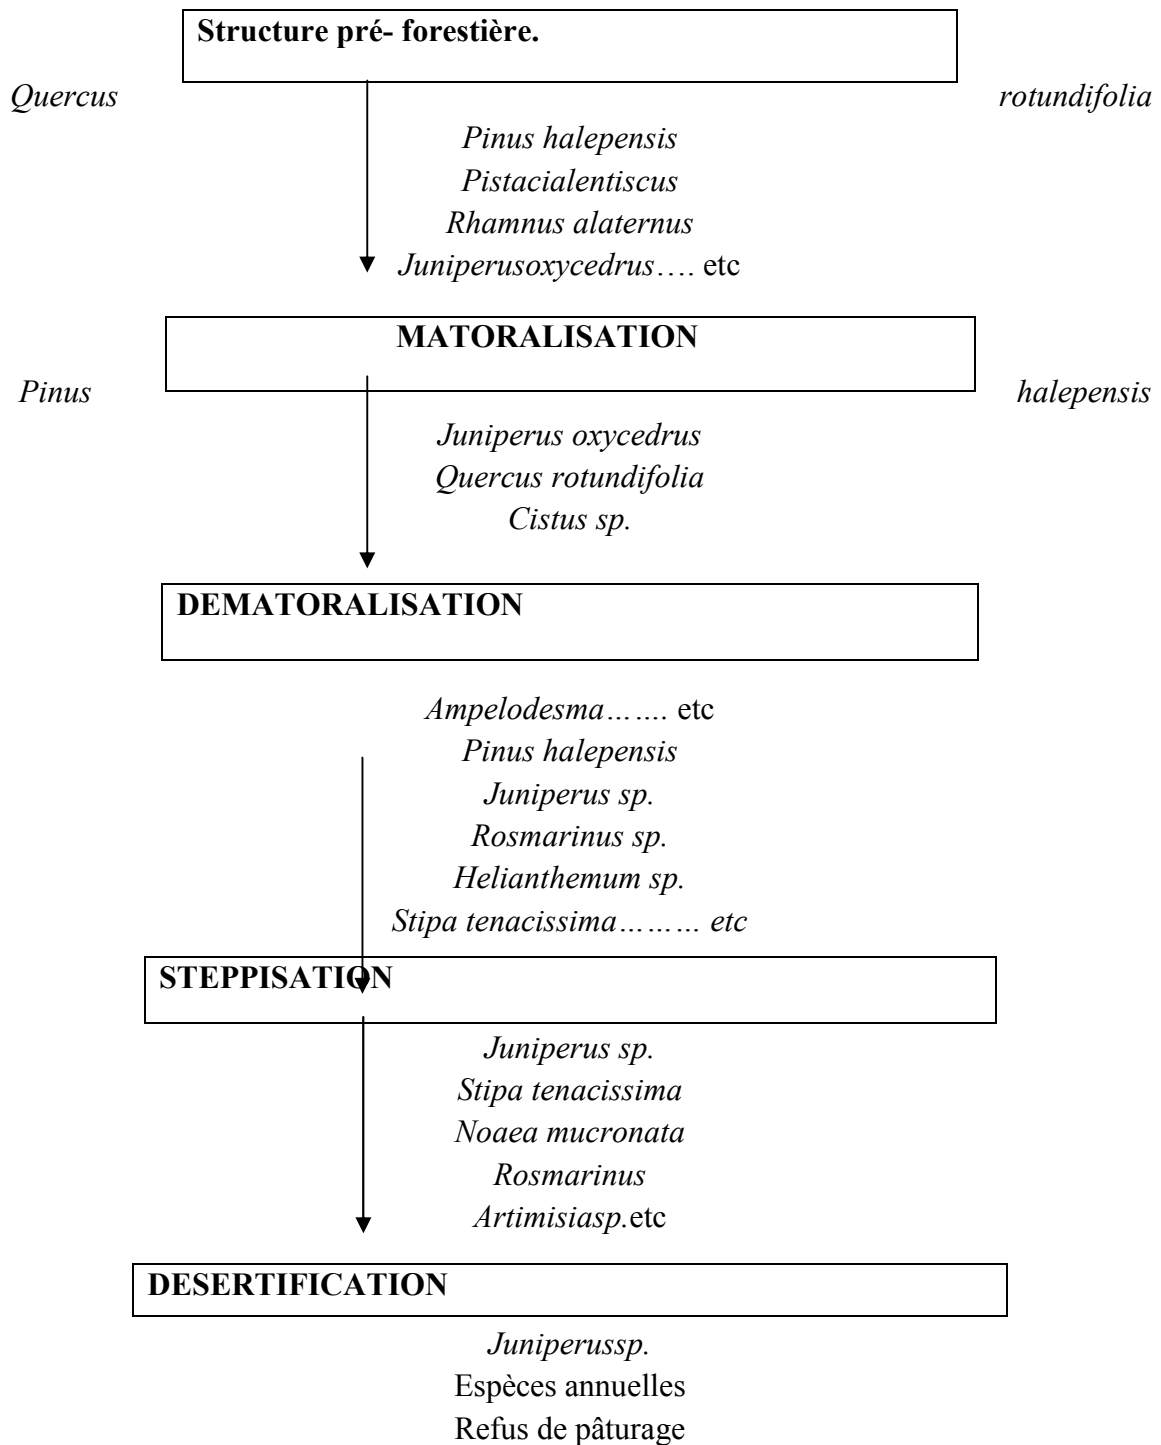 Structure pré- forestière.
Quercus rotundifolia
Pinus halepensis
Pistacialentiscus
Rhamnus alaternus
Juniperusoxycedrus…. etc
MATORALISATION
Pinus halepensis
Juniperus oxycedrus
Quercus rotundifolia
Cistus sp.
DEMATORALISATION
Ampelodesma……. etc
Pinus halepensis
Juniperus sp.
Rosmarinus sp.
Helianthemum sp.
Stipa tenacissima……… etc
STEPPISATION
Juniperus sp.
Stipa tenacissima
Noaea mucronata
Rosmarinus
Artimisiasp.etc
DESERTIFICATION
Juniperussp.
Espèces annuelles
Refus de pâturage